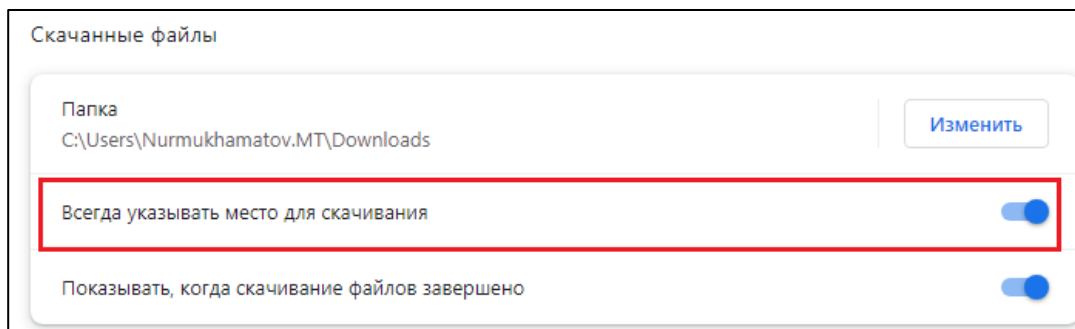 Скачанные файлы
Папка
C:\Users\Nurmukhamatov.MT\Downloads
Изменить
Всегда указывать место для скачивания
Показывать, когда скачивание файлов завершено